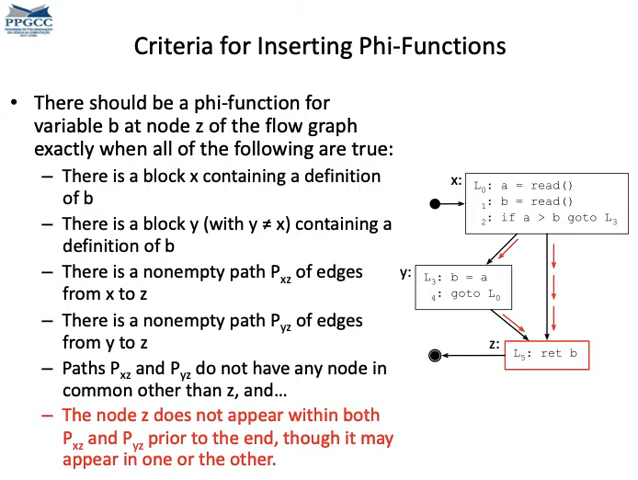 PPGCC
Criteria for Inserting Phi-Functions
• There should be a phi-function for
variable b at node z of the flow graph
exactly when all of the following are true:
– There is a block x containing a definition
of b
– There is a block y (with y ≠ x) containing a
definition of b
– There is a nonempty path Pxz of edges
from x to z
– There is a nonempty path Pyz of edges
from y to z
– Paths Pxz and Pyz do not have any node in
common other than z, and…
– The node z does not appear within both
Pxz and Pyz prior to the end, though it may
appear in one or the other.
x:
L0: a = read()
1: b = read()
2: if a > b goto L3
y:
L3: b = a
4: goto L0
z:
L5: ret b